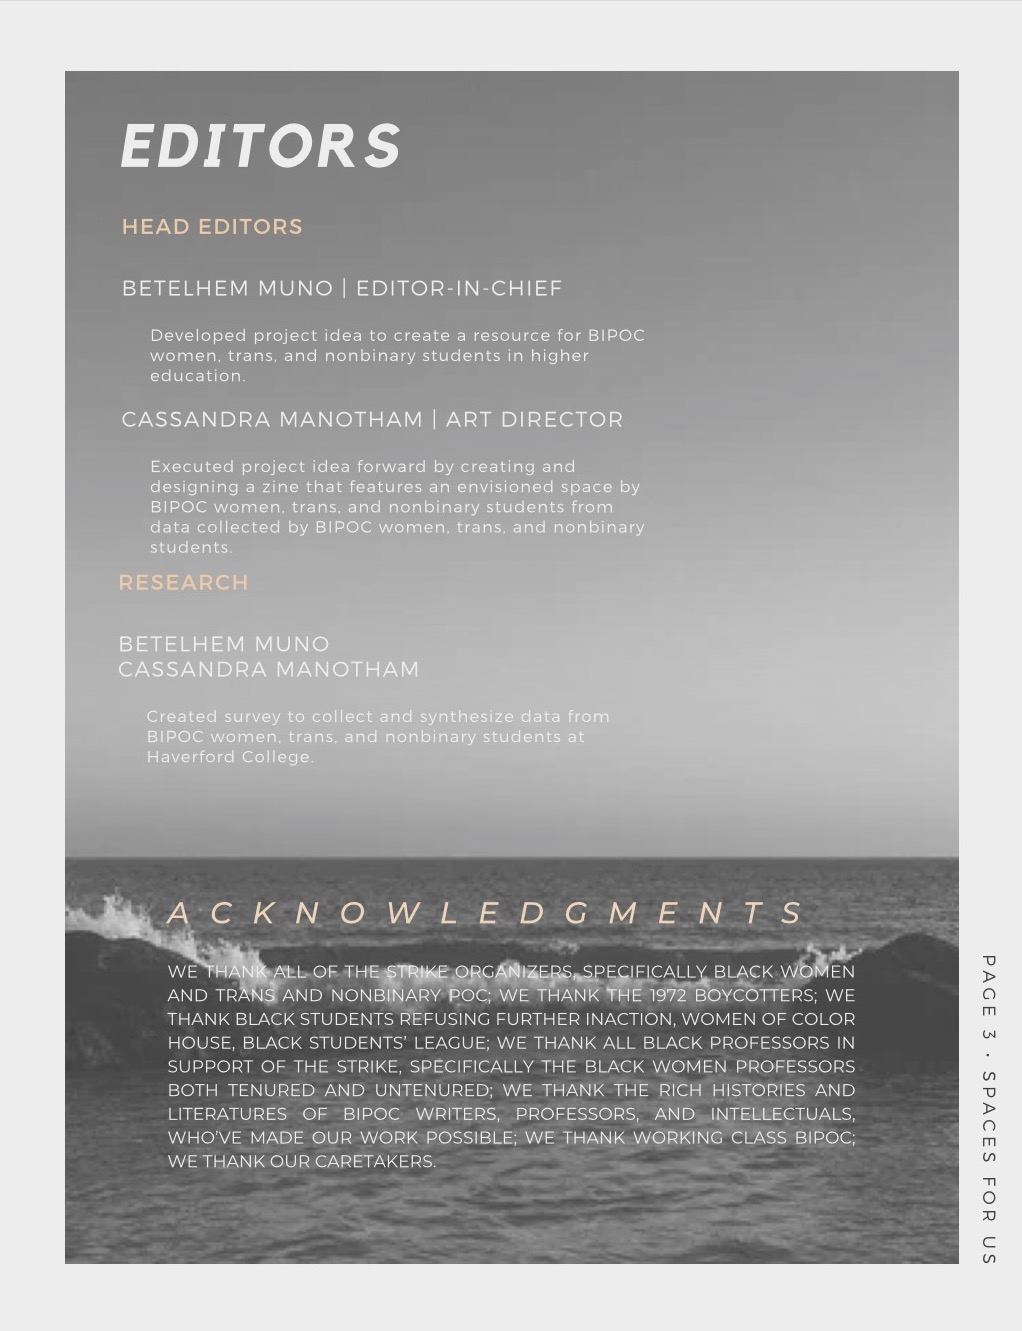 EDITORS
HEAD EDITORS
BETELHEM MUNO | EDITOR-IN-CHIEF
Developed project idea to create a resource for BIPOC
women, trans, and nonbinary students in higher
education.
CASSANDRA MANOTHAM | ART DIRECTOR
Executed project idea forward by creating and
designing a zine that features an envisioned space by
BIPOC women, trans, and nonbinary students from
data collected by BIPOC women, trans, and nonbinary
students.
RESEARCH
BETELHEM MUNO
CASSANDRA MANOTHAM
Created survey to collect and synthesize data from
BIPOC women, trans, and nonbinary students at
Haverford College.
ACKNOWLEDGMENTS
WE THANK ALL OF THE STRIKE ORGANIZERS, SPECIFICALLY BLACK WOMEN
AND TRANS AND NONBINARY POC; WE THANK THE 1972 BOYCOTTERS; WE
THANK BLACK STUDENTS REFUSING FURTHER INACTION, WOMEN OF COLOR
HOUSE, BLACK STUDENTS' LEAGUE; WE THANK ALL BLACK PROFESSORS IN
SUPPORT OF THE STRIKE, SPECIFICALLY THE BLACK WOMEN PROFESSORS
BOTH TENURED AND UNTENURED; WE THANK THE RICH HISTORIES AND
LITERATURES OF BIPOC WRITERS, PROFESSORS, AND INTELLECTUALS,
WHO'VE MADE OUR WORK POSSIBLE; WE THANK WORKING CLASS BIPOC;
WE THANK OUR CARETAKERS.
PAGE 3 · SPACES FOR US